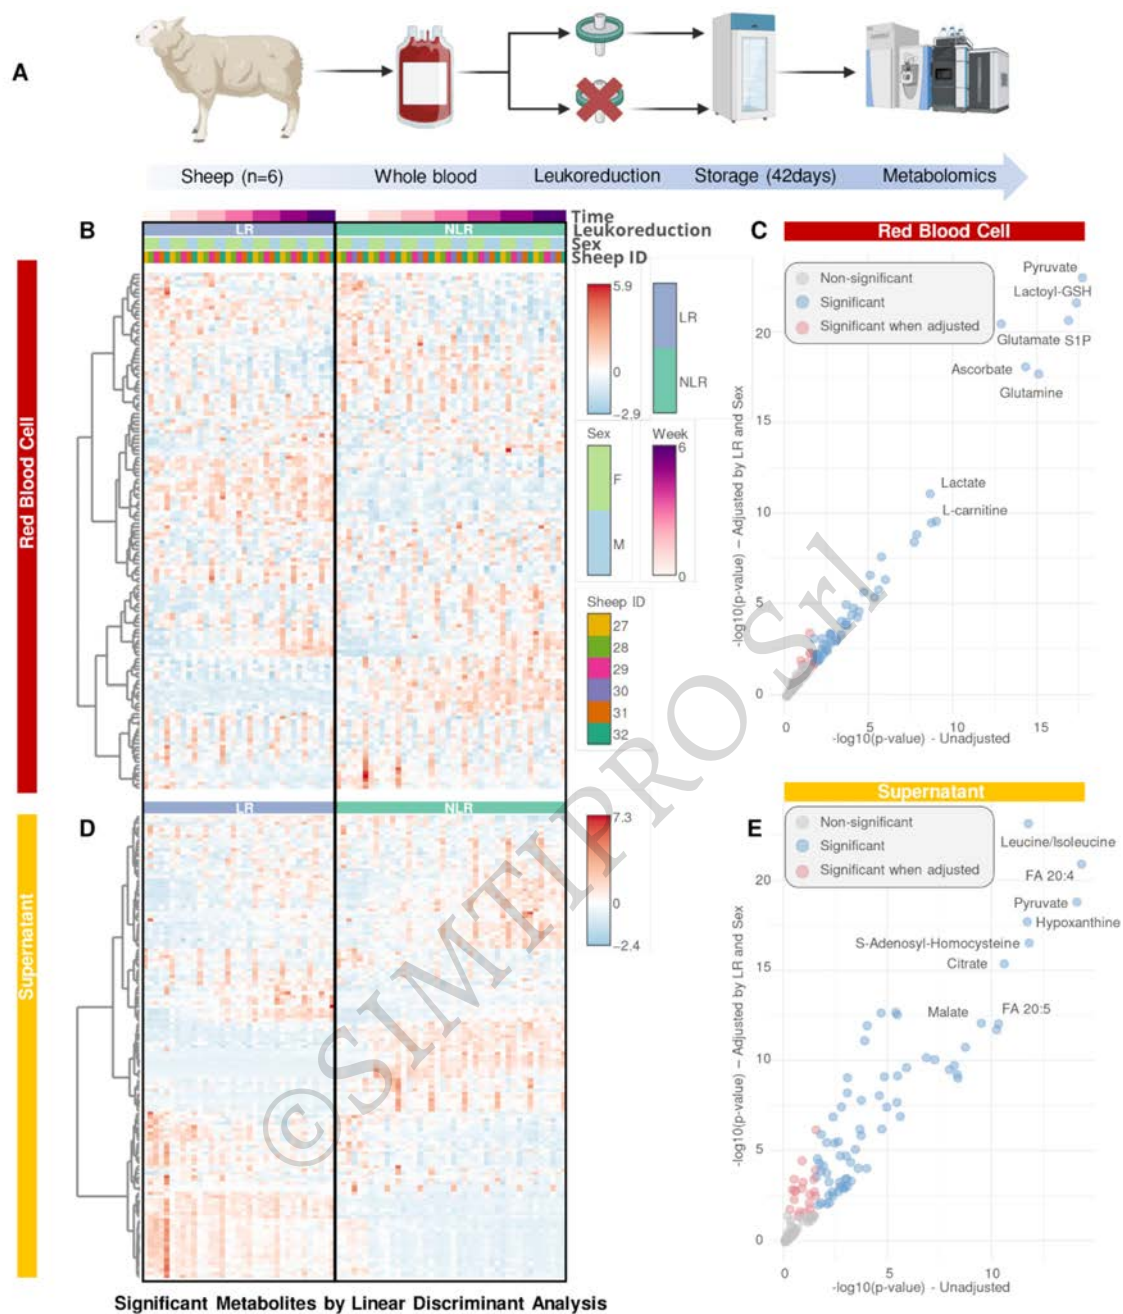 A
Sheep (n=6)
Whole blood
Leukoreduction
Storage (42days)
Metabolomics
B
LR
NLR
Time
Leukoreduction
Sex
Sheep ID
Red Blood Cell
5.9
0
−2.9
LR
NLR
Sex
F
M
Week
6
0
Sheep ID
27
28
29
30
31
32
C
Red Blood Cell
Non-significant
Significant
Significant when adjusted
Pyruvate
Lactoyl-GSH
Glutamate S1P
Ascorbate
Glutamine
Lactate
L-carnitine
-log10(p-value) − Adjusted by LR and Sex
20
15
10
5
0
0
5
10
15
-log10(p-value) - Unadjusted
D
LR
NLR
Supernatant
7.3
0
−2.4
E
Supernatant
Non-significant
Significant
Significant when adjusted
Leucine/Isoleucine
FA 20:4
Pyruvate
Hypoxanthine
S-Adenosyl-Homocysteine
Citrate
Malate
FA 20:5
-log10(p-value) − Adjusted by LR and Sex
20
15
10
5
0
0
5
10
-log10(p-value) - Unadjusted
Significant Metabolites by Linear Discriminant Analysis
©SIMTIPRO Srl